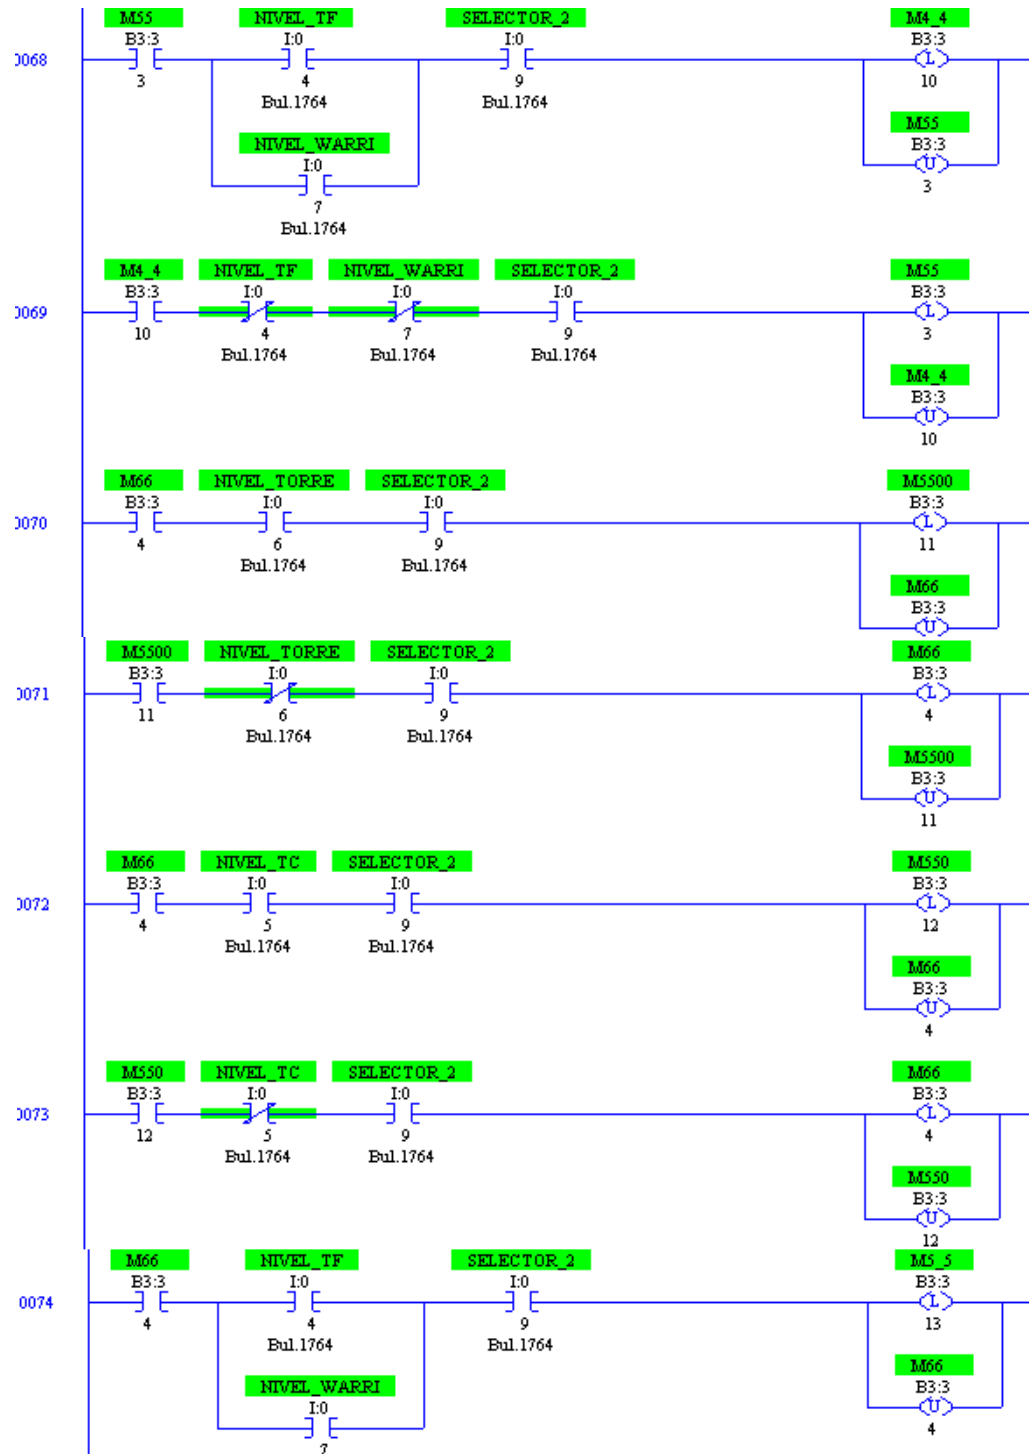 M55 NIVEL_TF SELECTOR_2 M4_4
B3:3 I:0 I:0 B3:3
0068 L
3 4 9 10
Bul.1764 Bul.1764
M55
NIVEL_WARRI B3:3
I:0 U
7 3
Bul.1764
M4_4 NIVEL_TF NIVEL_WARRI SELECTOR_2 M55
B3:3 I:0 I:0 I:0 B3:3
0069 L
10 4 7 9 3
Bul.1764 Bul.1764 Bul.1764
M4_4
B3:3
U
10
M66 NIVEL_TORRE SELECTOR_2 M5500
B3:3 I:0 I:0 B3:3
0070 L
4 6 9 11
Bul.1764 Bul.1764
M66
B3:3
U
M5500 NIVEL_TORRE SELECTOR_2 M66
B3:3 I:0 I:0 B3:3
0071 L
11 6 9 4
Bul.1764 Bul.1764
M5500
B3:3
U
11
M66 NIVEL_TC SELECTOR_2 M550
B3:3 I:0 I:0 B3:3
0072 L
4 5 9 12
Bul.1764 Bul.1764
M66
B3:3
U
4
M550 NIVEL_TC SELECTOR_2 M66
B3:3 I:0 I:0 B3:3
0073 L
12 5 9 4
Bul.1764 Bul.1764
M550
B3:3
U
12
M66 NIVEL_TF SELECTOR_2 M5_5
B3:3 I:0 I:0 B3:3
0074 L
4 4 9 13
Bul.1764 Bul.1764
M66
NIVEL_WARRI B3:3
I:0 U
7 4